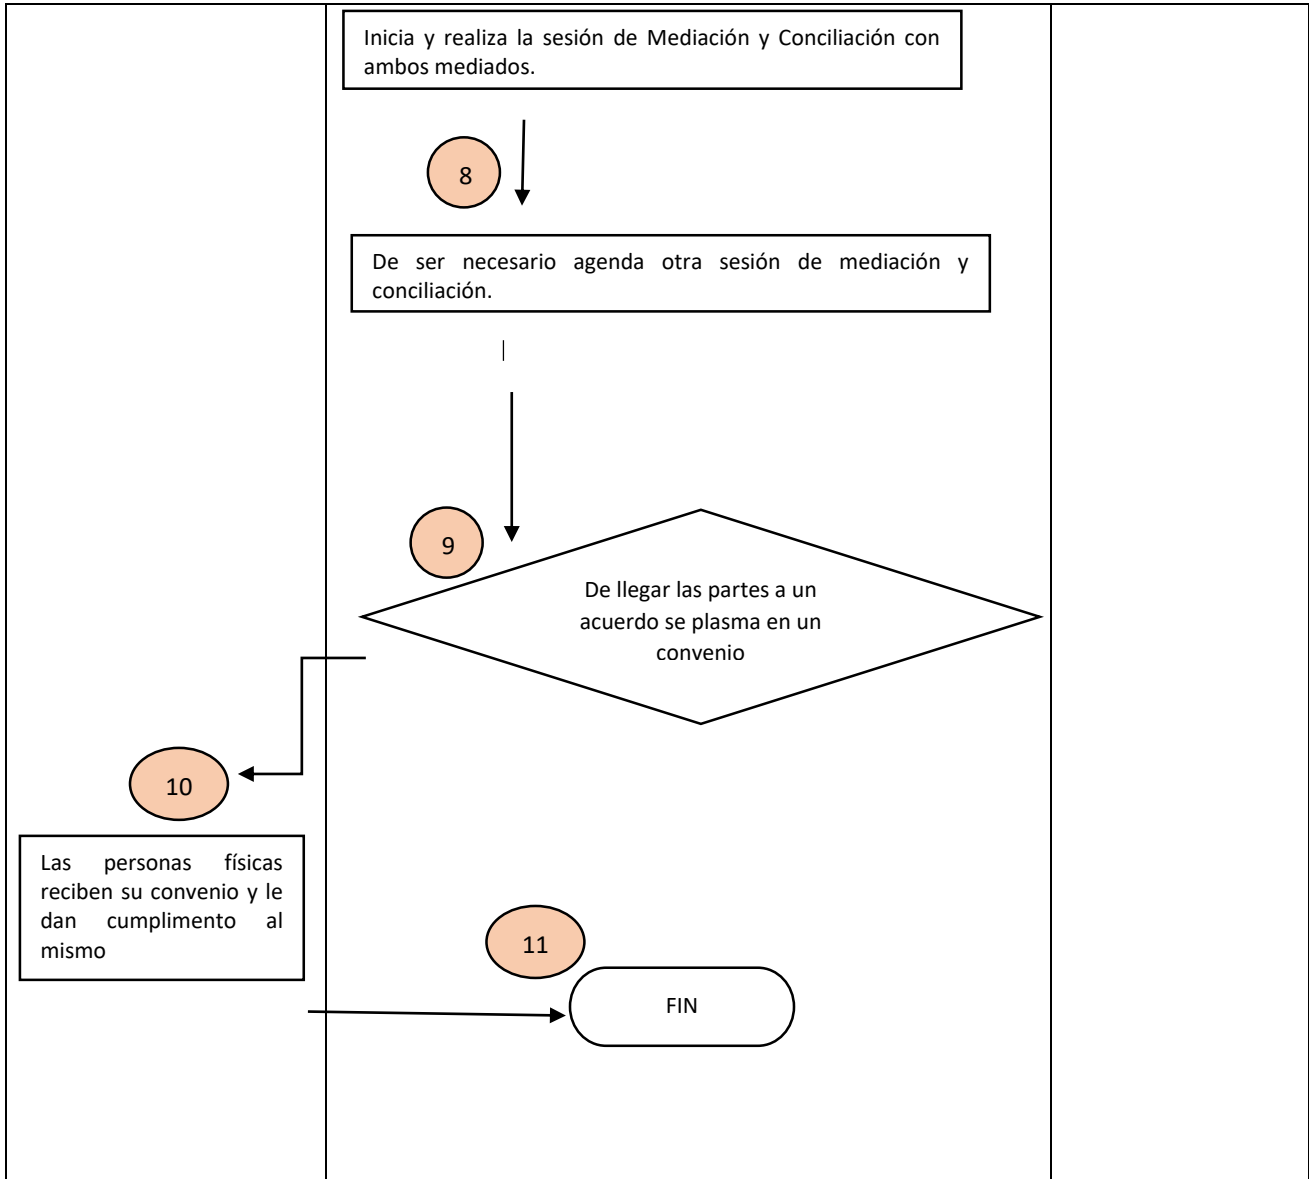 Inicia y realiza la sesión de Mediación y Conciliación con
ambos mediados.
8
De ser necesario agenda otra sesión de mediación y
conciliación.
9
De llegar las partes a un
acuerdo se plasma en un
convenio
10
Las personas físicas
reciben su convenio y le
dan cumplimento al
mismo
11
FIN